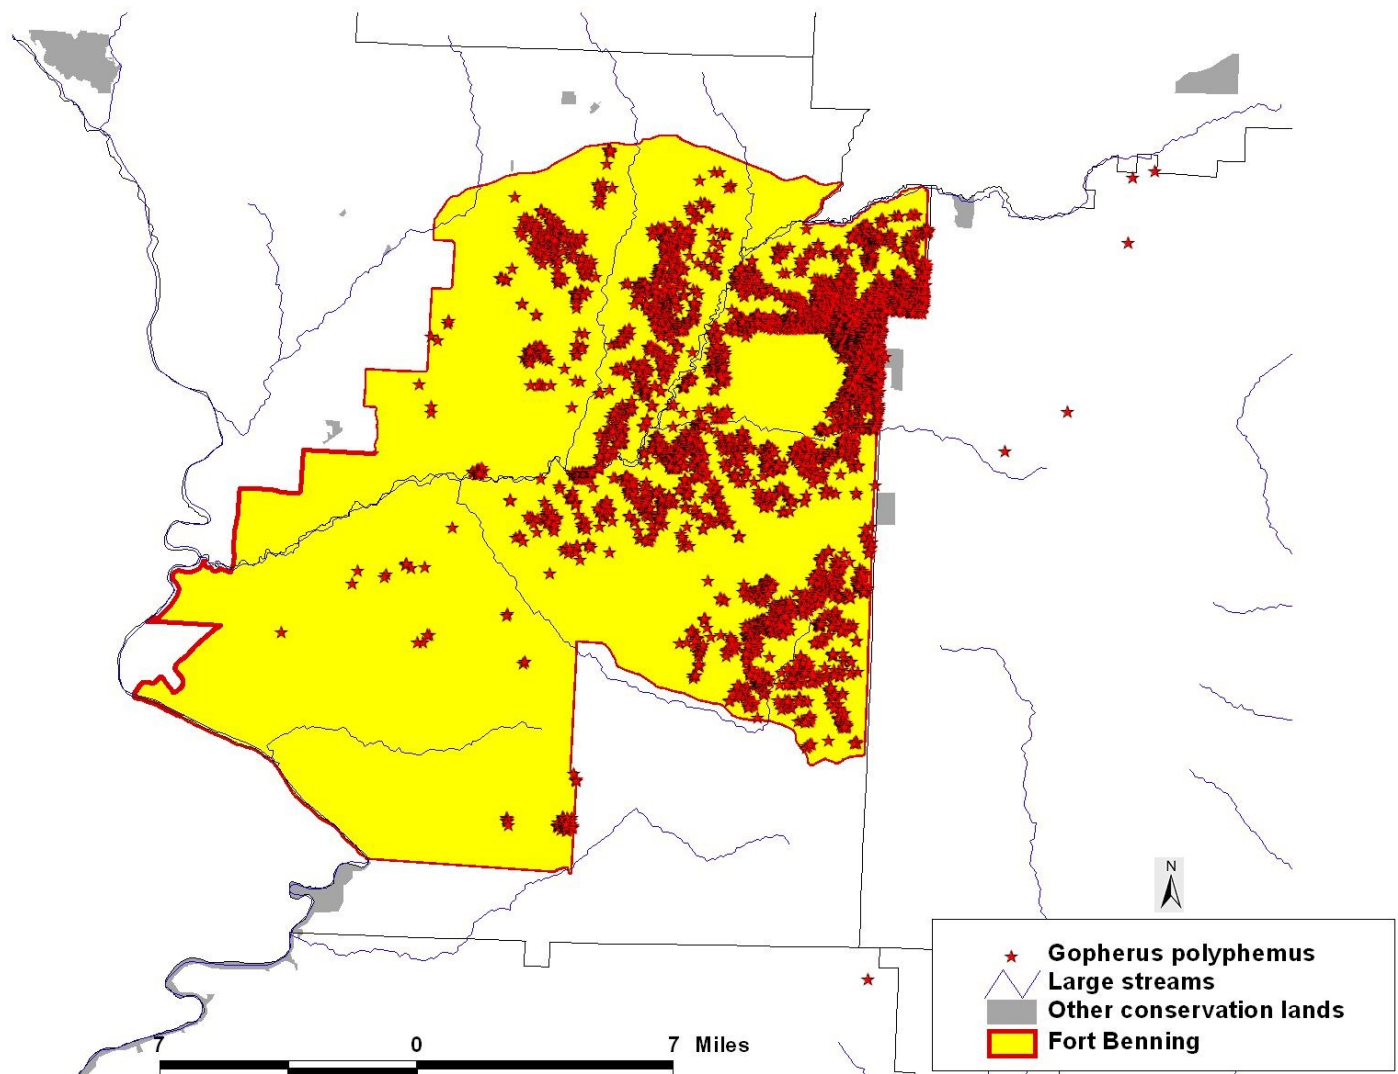 N
Gopherus polyphemus
Large streams
Other conservation lands
Fort Benning
7 0 7 Miles